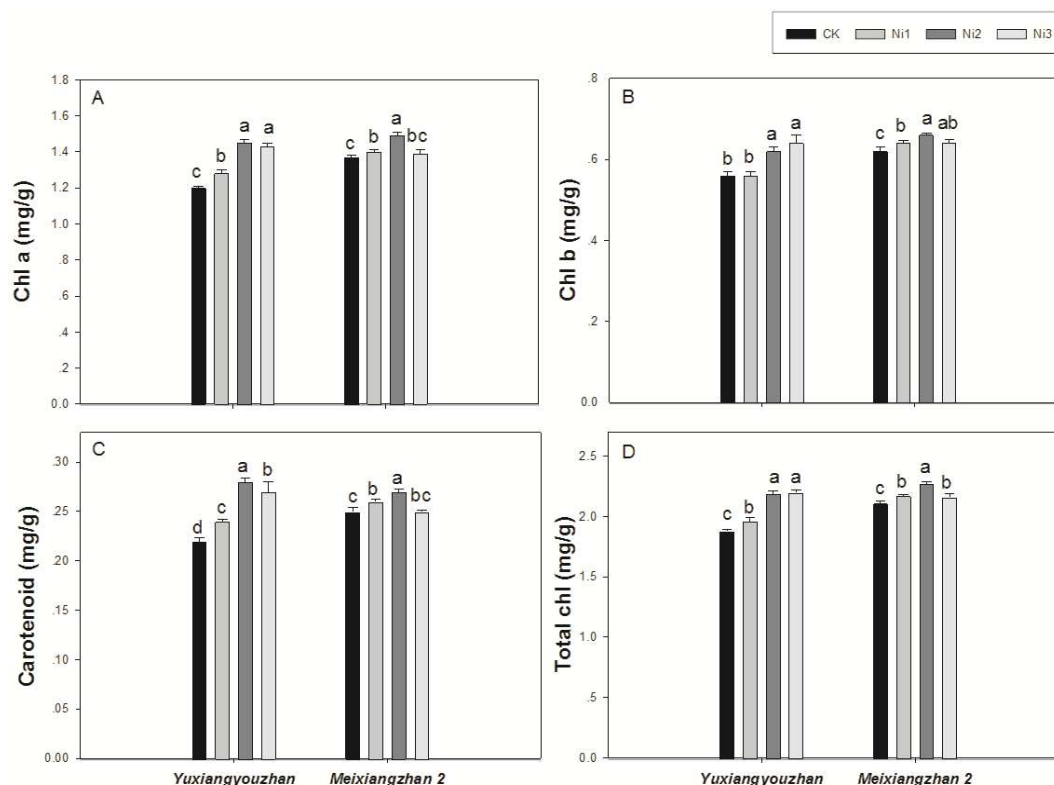 CK Ni1 Ni2 Ni3
A
Chl a (mg/g)
1.8
1.6
1.4
1.2
1.0
.8
.6
.4
.2
0.0
c b a a c b a bc
B
Chl b (mg/g)
.8
.6
.4
.2
0.0
b b a a c b a ab
C
Carotenoid (mg/g)
.30
.25
.20
.15
.10
.05
0.00
d c a b c b a bc
Yuxiangyouzhan Meixiangzhan 2
D
Total chl (mg/g)
2.5
2.0
1.5
1.0
.5
0.0
c b a a c b a b
Yuxiangyouzhan Meixiangzhan 2